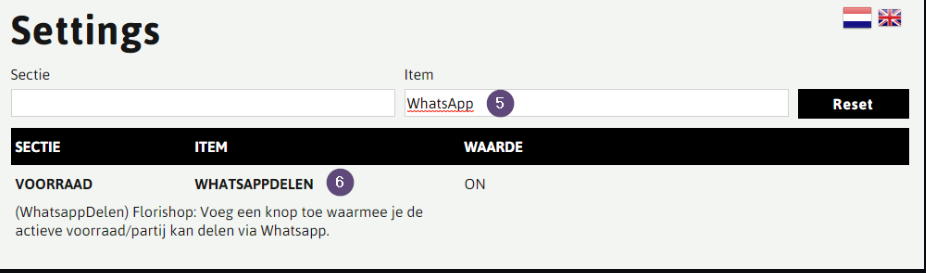 Settings
Sectie Item
WhatsApp 5 Reset
SECTIE ITEM WAARDE
VOORRAAD WHATSAPPDELEN 6 ON
(WhatsappDelen) Florishop: Voeg een knop toe waarmee je de
actieve voorraad/partij kan delen via Whatsapp.